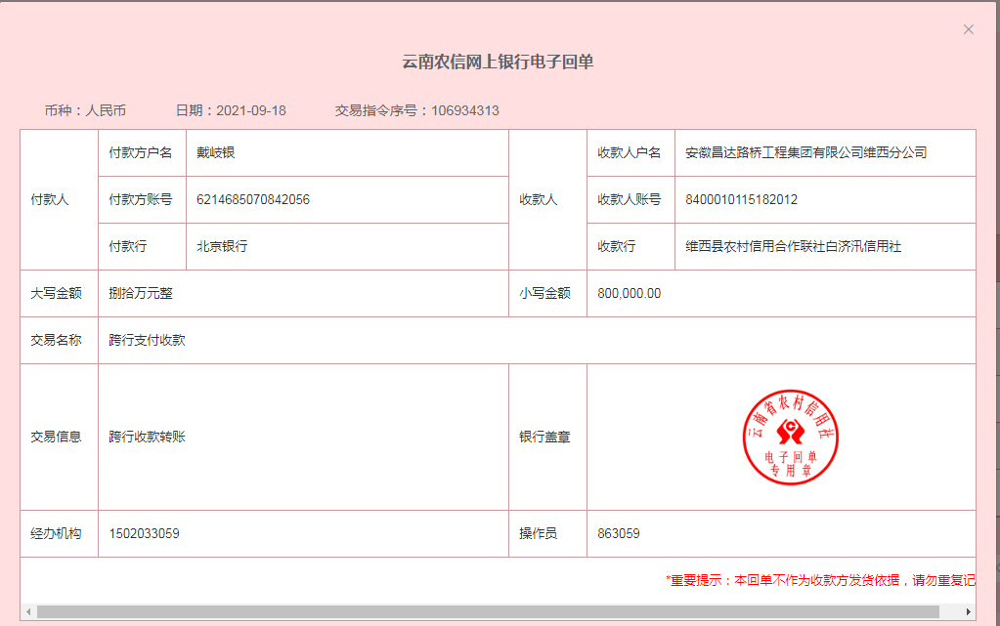 云南农信网上银行电子回单
币种：人民币 日期：2021-09-18 交易指令序号：106934313
付款人 付款方户名 戴岐银 收款人 收款人户名 安徽昌达路桥工程集团有限公司维西分公司
付款方账号 6214685070842056 收款人账号 8400010115182012
付款行 北京银行 收款行 维西县农村信用合作联社白济汛信用社
大写金额 捌拾万元整 小写金额 800,000.00
交易名称 跨行支付收款
交易信息 跨行收款转账 银行盖章
云南省农村信用社
电子回单
专用章
经办机构 1502033059 操作员 863059
*重要提示：本回单不作为收款方发货依据，请勿重复记